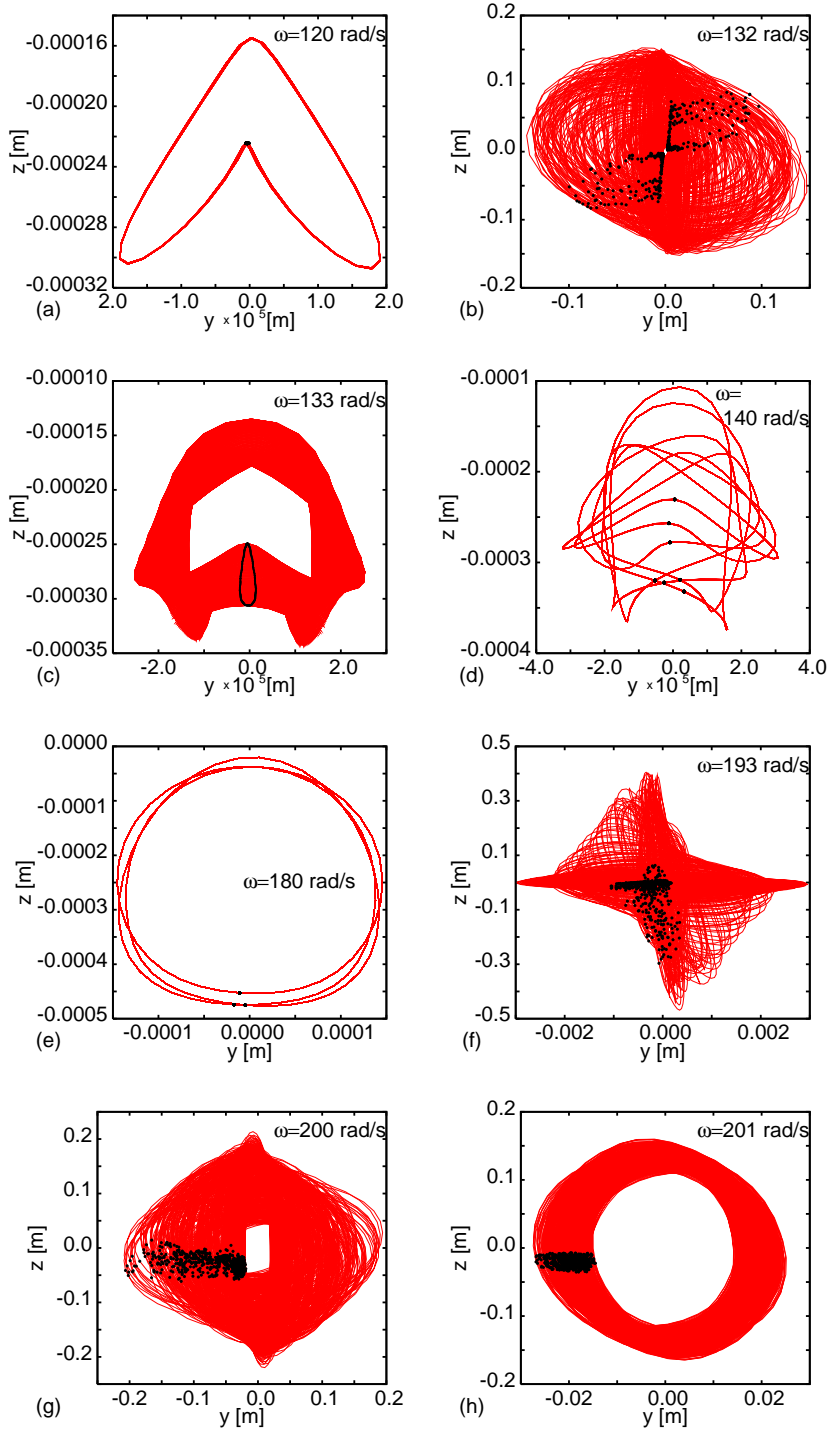 ω=120 rad/s
-0.00016
-0.00020
-0.00024
-0.00028
-0.00032
z [m]
2.0 -1.0 0.0 1.0 2.0
y ×10 5[m]
(a)
ω=132 rad/s
0.2
0.1
0.0
-0.1
-0.2
z [m]
-0.1 0.0 0.1
y [m]
(b)
ω=133 rad/s
-0.00010
-0.00015
-0.00020
-0.00025
-0.00030
-0.00035
z [m]
-2.0 0.0 2.0
y ×10 5[m]
(c)
ω=
140 rad/s
-0.0001
-0.0002
-0.0003
-0.0004
z [m]
-4.0 -2.0 0.0 2.0 4.0
y ×10 5[m]
(d)
ω=180 rad/s
0.0000
-0.0001
-0.0002
-0.0003
-0.0004
-0.0005
z [m]
-0.0001 0.0000 0.0001
y [m]
(e)
ω=193 rad/s
0.5
0.3
0.1
-0.1
-0.3
-0.5
z [m]
-0.002 0.000 0.002
y [m]
(f)
ω=200 rad/s
0.2
0.1
0.0
-0.1
-0.2
z [m]
-0.2 -0.1 0.0 0.1 0.2
y [m]
(g)
ω=201 rad/s
0.2
0.1
0.0
-0.1
-0.2
z [m]
-0.02 0.00 0.02
y [m]
(h)